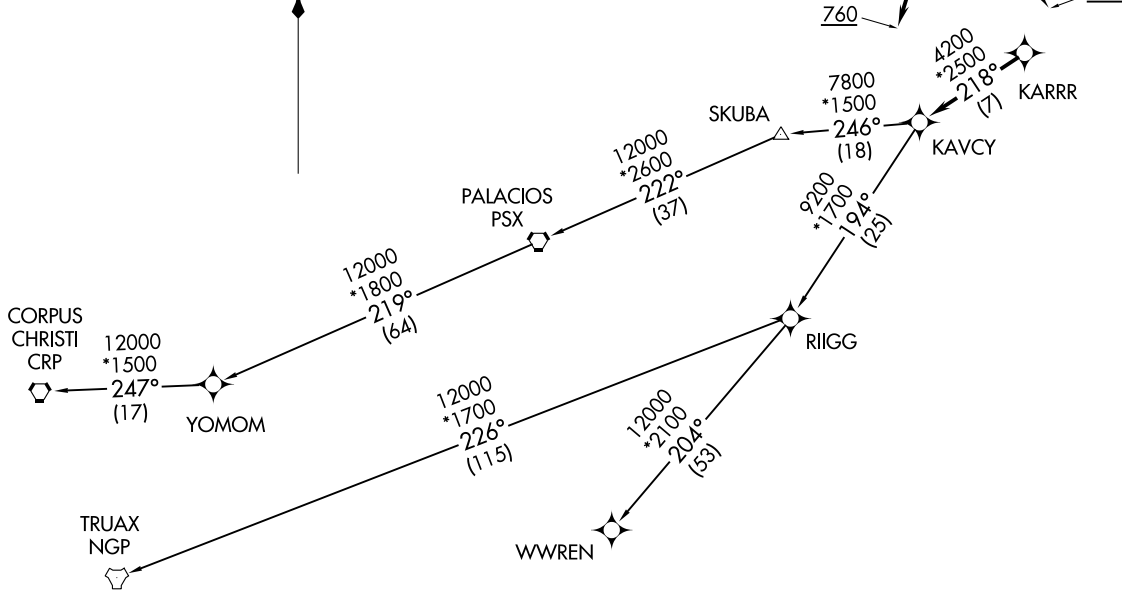 760
4200
*2500
218°
(7)
KARRR
7800
*1500
246°
(18)
SKUBA
KAVCY
12000
*2600
222°
(37)
PALACIOS
PSX
9200
*1700
194°
(25)
12000
*1800
219°
(64)
CORPUS
CHRISTI
CRP
12000
*1500
247°
(17)
YOMOM
RIIGG
12000
*1700
226°
(115)
12000
*2100
204°
(53)
TRUAX
NGP
WWREN